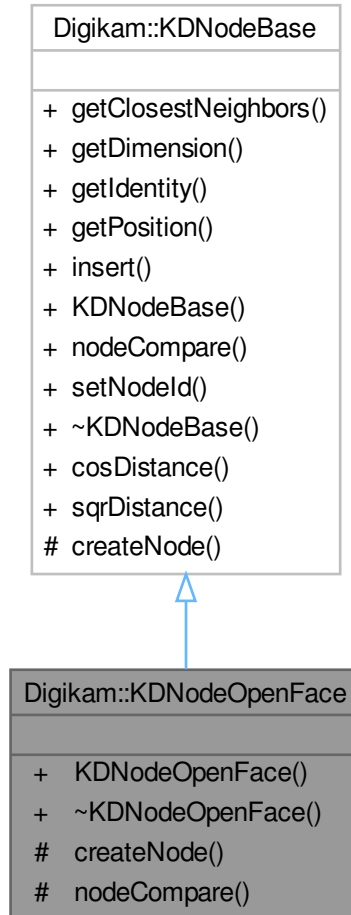 Digikam::KDNodeBase
+ getClosestNeighbors()
+ getDimension()
+ getIdentity()
+ getPosition()
+ insert()
+ KDNodeBase()
+ nodeCompare()
+ setNodeId()
+ ~KDNodeBase()
+ cosDistance()
+ sqrDistance()
# createNode()
Digikam::KDNodeOpenFace
+ KDNodeOpenFace()
+ ~KDNodeOpenFace()
# createNode()
# nodeCompare()